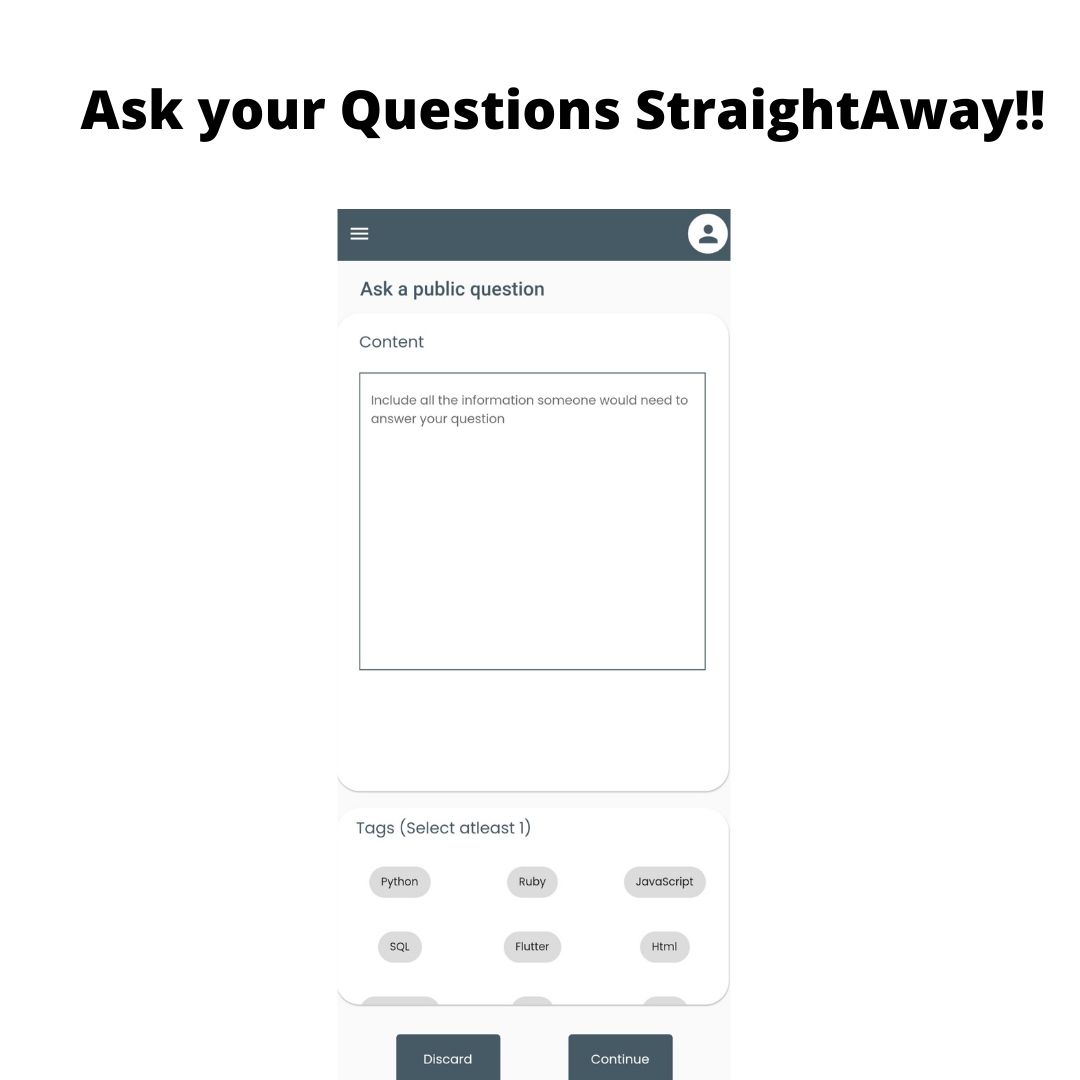 Ask your Questions StraightAway!!
Ask a public question
Content
Include all the information someone would need to
answer your question
Tags (Select atleast 1)
Python Ruby JavaScript
SQL Flutter Html
Discard Continue